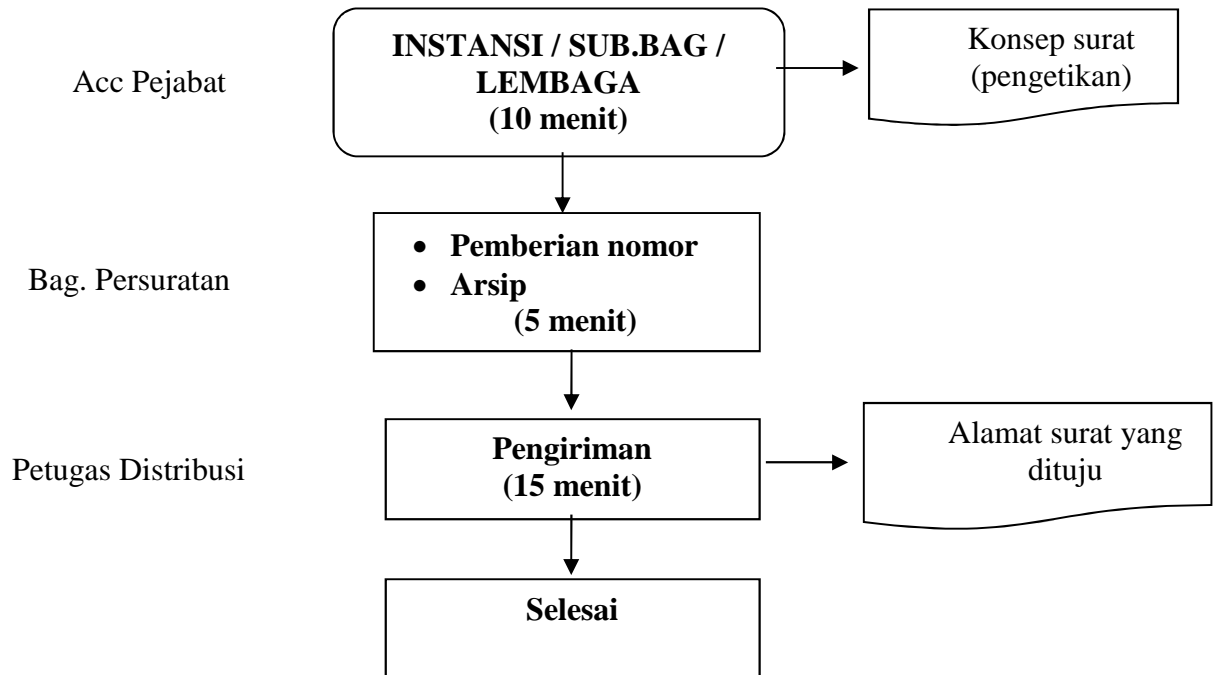 Acc Pejabat
INSTANSI / SUB.BAG /
LEMBAGA
(10 menit)
Konsep surat
(pengetikan)
Bag. Persuratan
• Pemberian nomor
• Arsip
(5 menit)
Petugas Distribusi
Pengiriman
(15 menit)
Alamat surat yang
dituju
Selesai